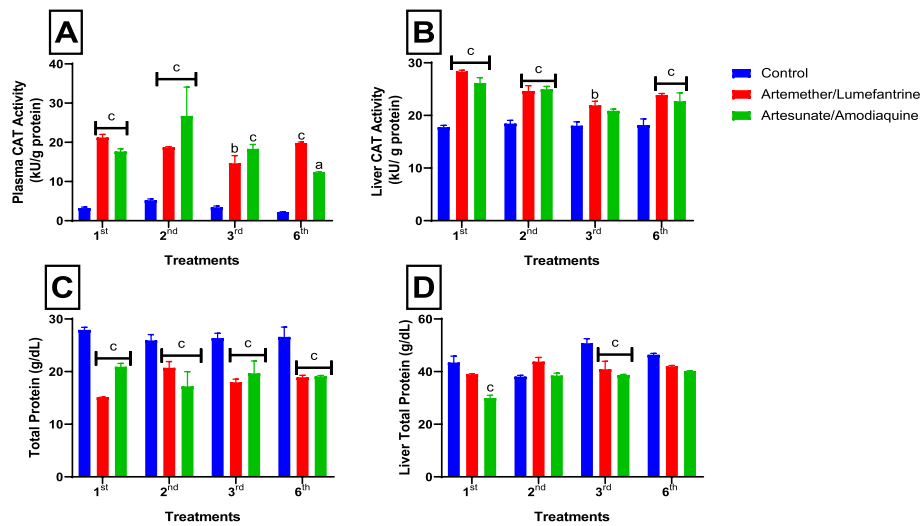 A
Plasma CAT Activity
(kU/g protein)
40
30
20
10
0
c
c
b
c
c
a
1st
2nd
3rd
6th
Treatments
B
Liver CAT Activity
(kU/ g protein)
30
20
10
0
c
c
b
c
1st
2nd
3rd
6th
Treatments
Control
Artemether/Lumefantrine
Artesunate/Amodiaquine
C
Total Protein (g/dL)
30
20
10
0
c
c
c
c
1st
2nd
3rd
6th
Treatments
D
Liver Total Protein (g/dL)
60
40
20
0
c
c
1st
2nd
3rd
6th
Treatments